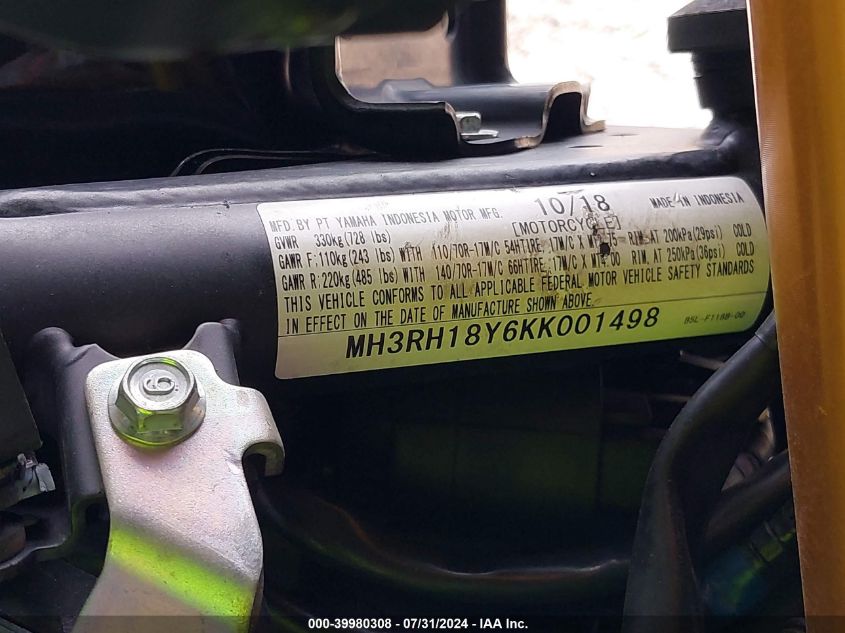 MFD.BY PT YAMAHA INDONESIA MOTOR MFG. 10/18 MADE IN INDONESIA
GVWR 330kg(728 lbs) [MOTORCYCLE]
GAWR F:110kg(243 lbs)WITH 110/70R-17M/C 54HTIRE, 17M/C X MT2.75 RIM, AT 200kPa(29psi) COLD
GAWR R:220kg(485 lbs)WITH 140/70R-17M/C 66HTIRE, 17M/C X MT4.00 RIM, AT 250kPa(36psi) COLD
THIS VEHICLE CONFORMS TO ALL APPLICABLE FEDERAL MOTOR VEHICLE SAFETY STANDARDS
IN EFFECT ON THE DATE OF MANUFACTURE SHOWN ABOVE.
MH3RH18Y6KK001498 B5L-F118B-00
000-39980308 - 07/31/2024 - IAA Inc.